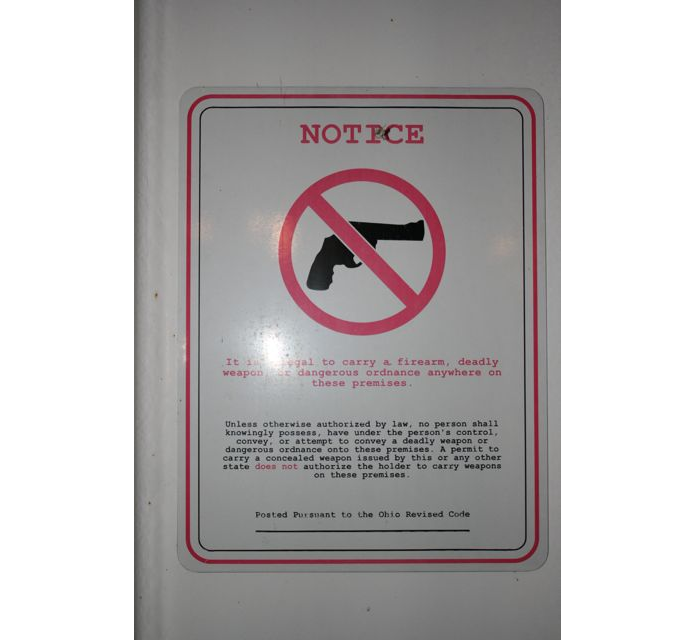 NOTICE
It is illegal to carry a firearm, deadly
weapon, or dangerous ordnance anywhere on
these premises.
Unless otherwise authorized by law, no person shall
knowingly possess, have under the person's control,
convey, or attempt to convey a deadly weapon or
dangerous ordnance onto these premises. A permit to
carry a concealed weapon issued by this or any other
state does not authorize the holder to carry weapons
on these premises.
Posted Pursuant to the Ohio Revised Code